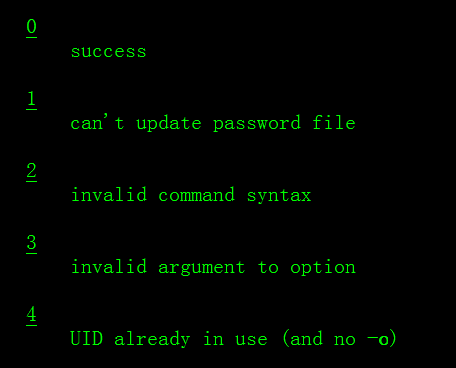 0
success
1
can't update password file
2
invalid command syntax
3
invalid argument to option
4
UID already in use (and no -o)